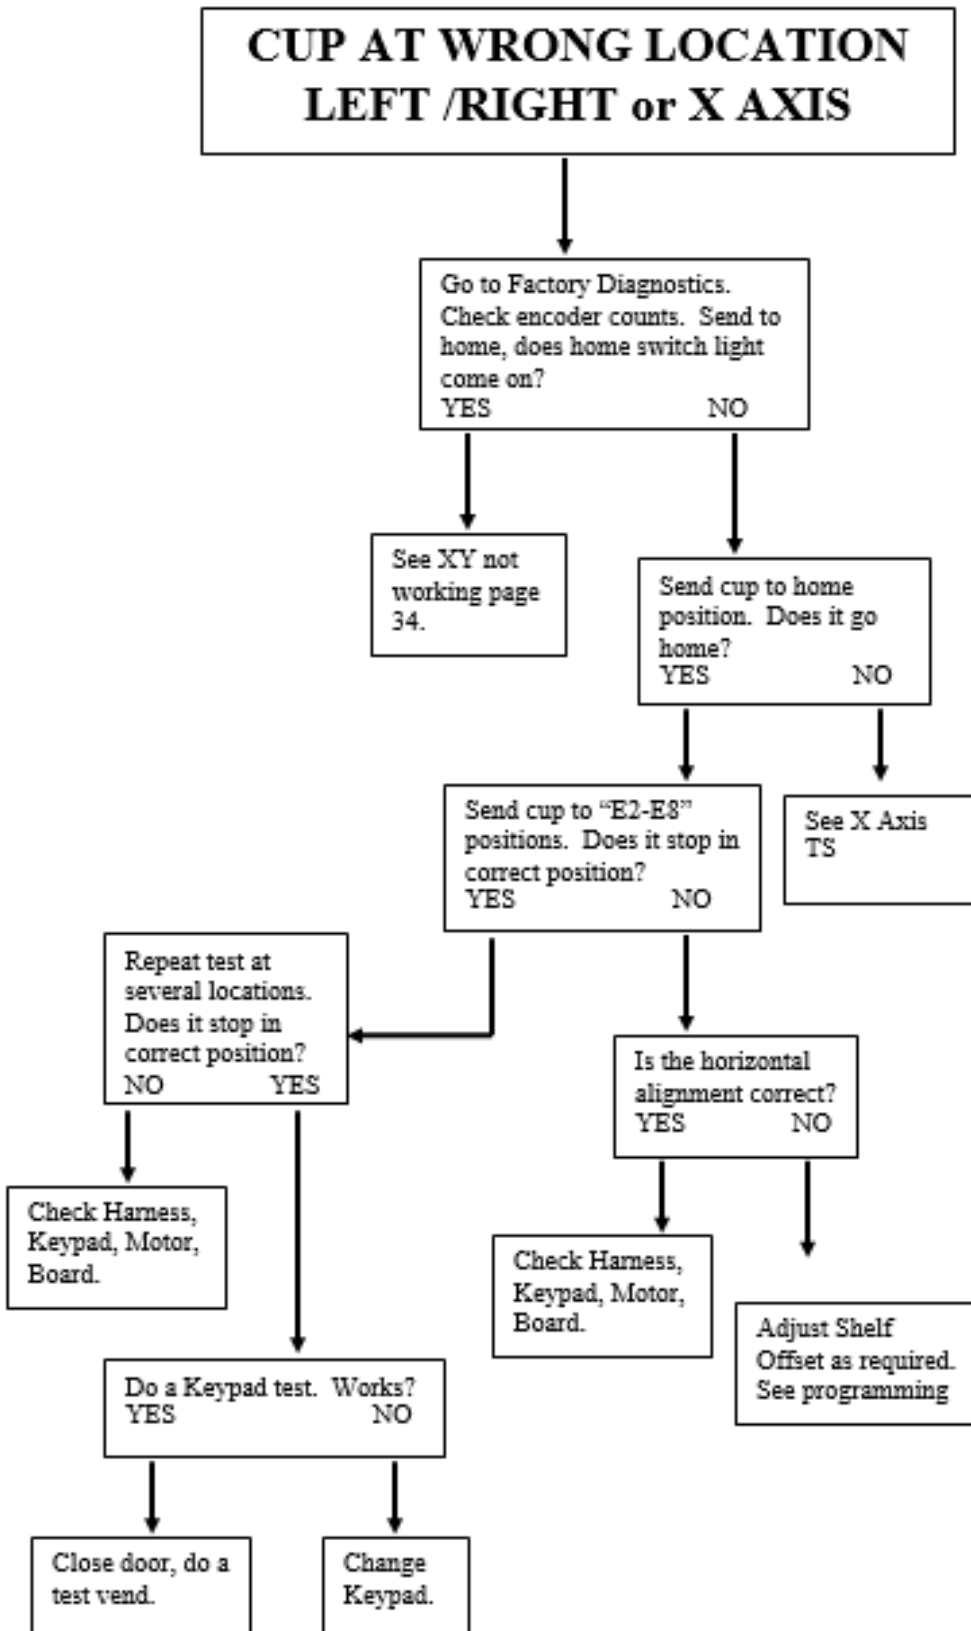 CUP AT WRONG LOCATION
LEFT /RIGHT or X AXIS
Go to Factory Diagnostics.
Check encoder counts.  Send to
home, does home switch light
come on?
YES NO
See XY not
working page
34.
Send cup to home
position.  Does it go
home?
YES NO
Send cup to “E2-E8”
positions.  Does it stop in
correct position?
YES NO
See X Axis
TS
Repeat test at
several locations.
Does it stop in
correct position?
NO YES
Is the horizontal
alignment correct?
YES NO
Check Harness,
Keypad, Motor,
Board.
Check Harness,
Keypad, Motor,
Board.
Adjust Shelf
Offset as required.
See programming
Do a Keypad test.  Works?
YES NO
Close door, do a
test vend.
Change
Keypad.